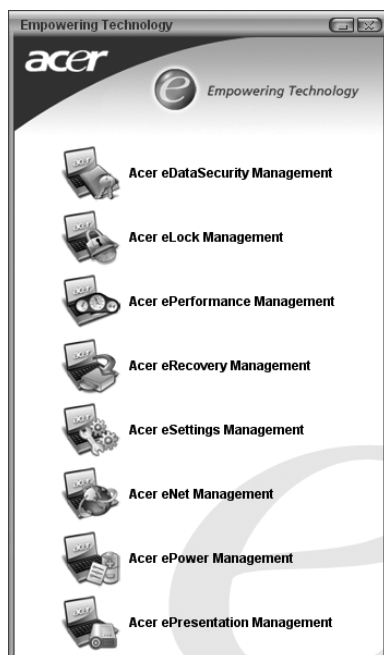 Empowering Technology
acer
e Empowering Technology
Acer eDataSecurity Management
Acer eLock Management
Acer ePerformance Management
Acer eRecovery Management
Acer eSettings Management
Acer eNet Management
Acer ePower Management
Acer ePresentation Management